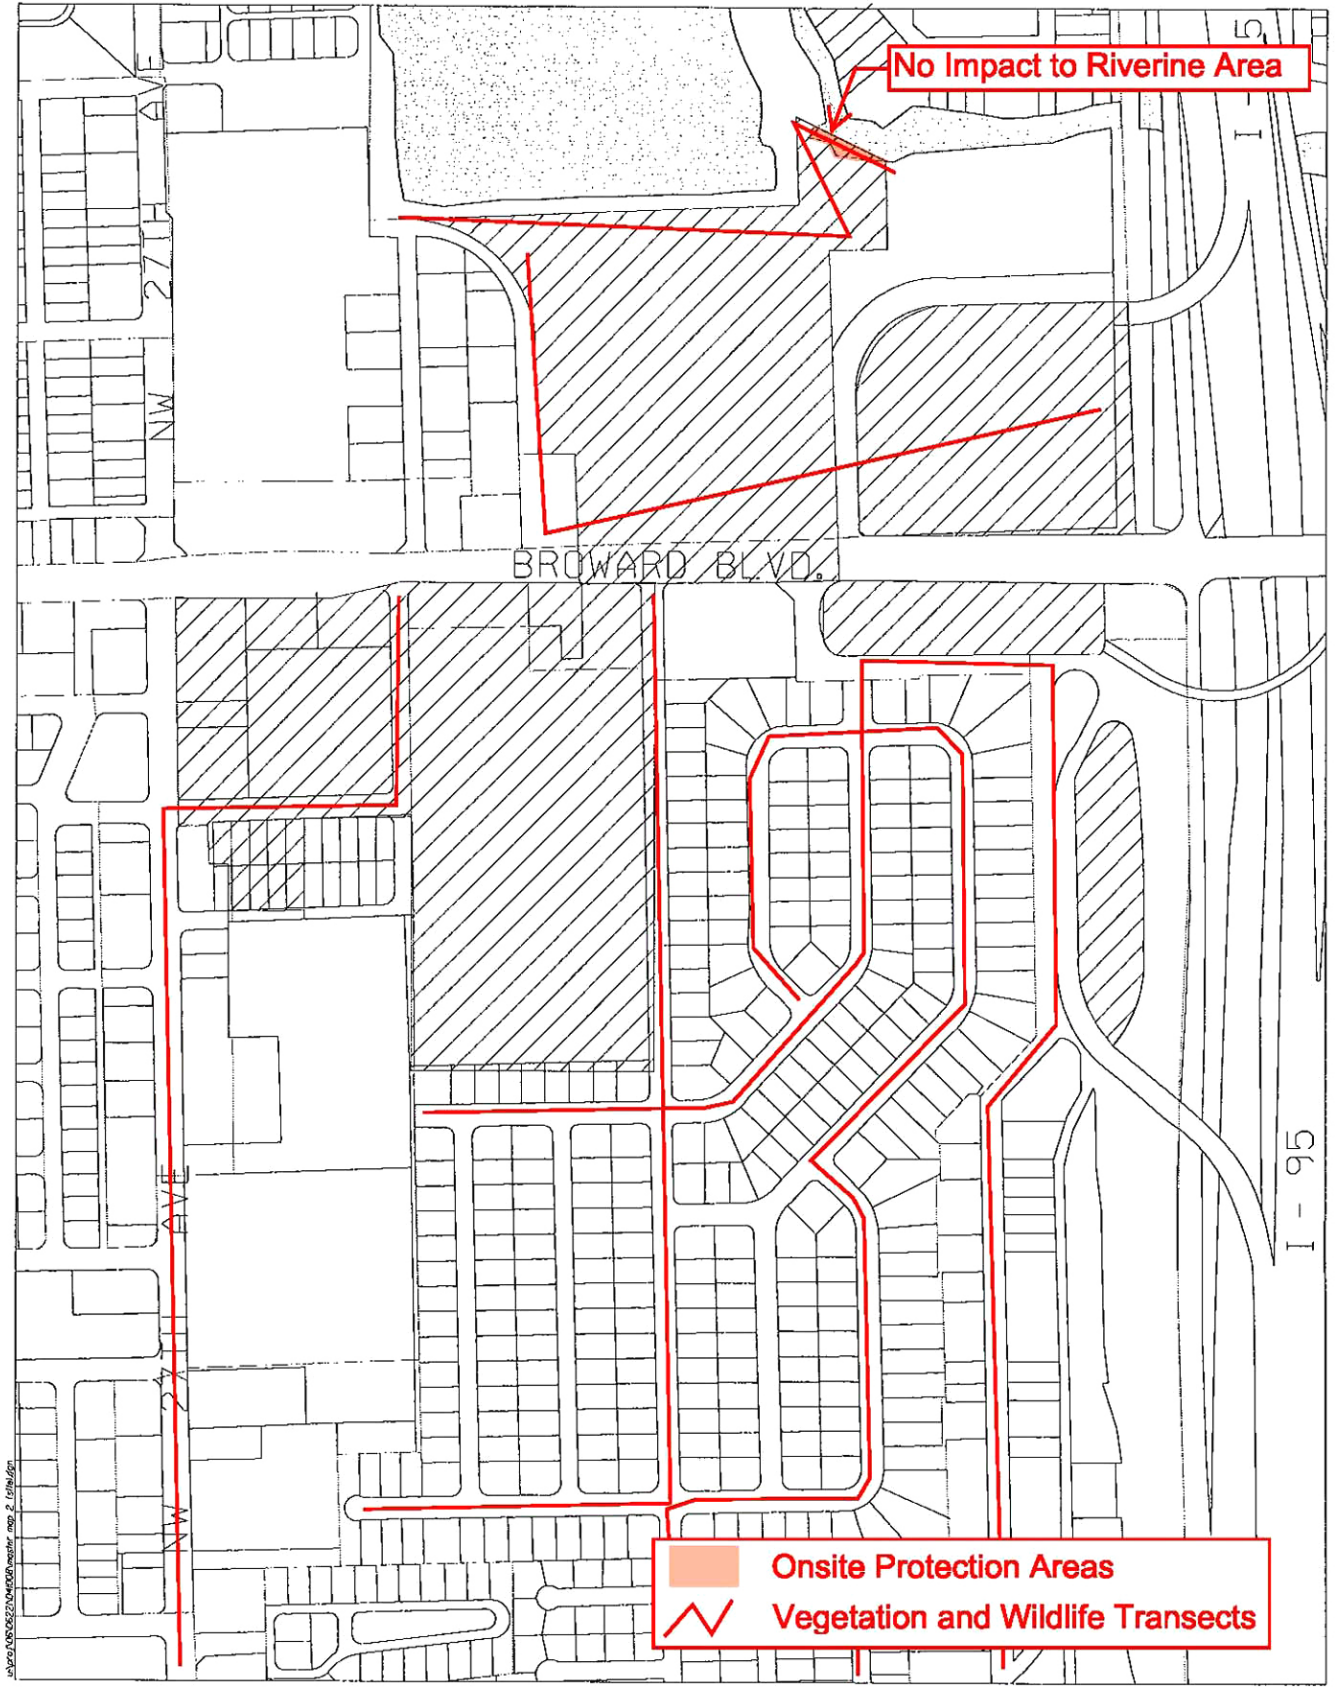 I - 95
No Impact to Riverine Area
NW 27TH AVE
BROWARD BLVD.
I - 95
NW 27TH AVE
Onsite Protection Areas
Vegetation and Wildlife Transects